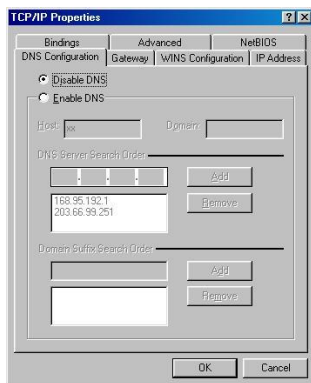 TCP/IP Properties
Bindings Advanced NetBIOS
DNS Configuration Gateway WINS Configuration IP Address
Disable DNS
Enable DNS
Host: xx Domain:
DNS Server Search Order
Add
168.95.192.1
203.66.99.251
Remove
Domain Suffix Search Order
Add
Remove
OK Cancel